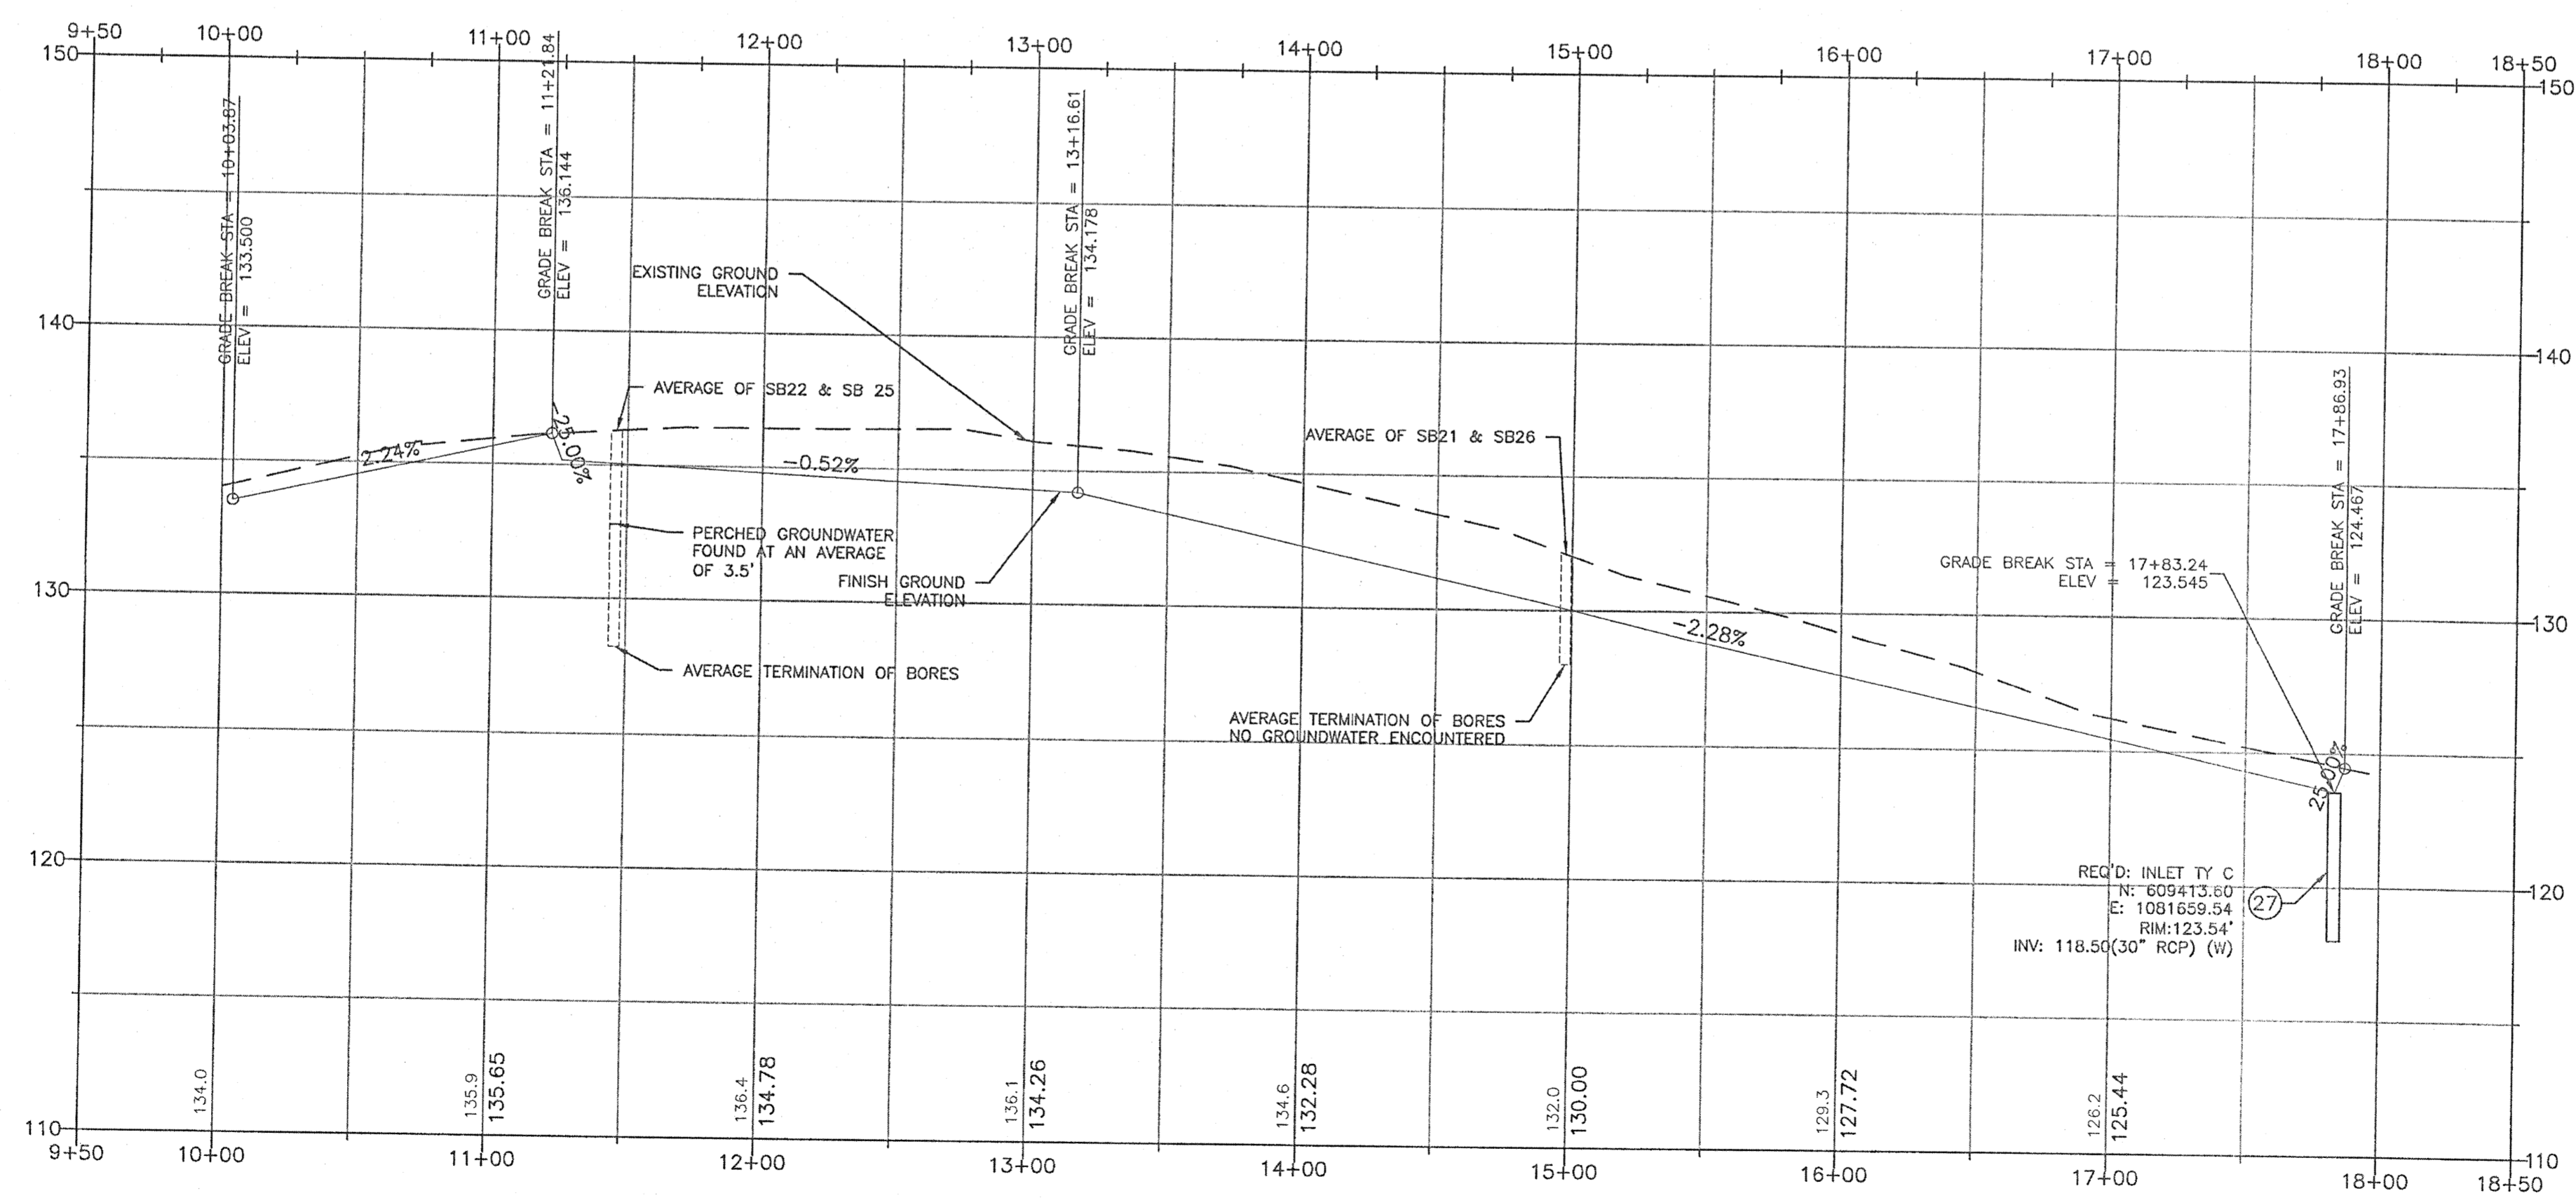 9+50 10+00 11+00 12+00 13+00 14+00 15+00 16+00 17+00 18+00 18+50
150 150
GRADE BREAK STA = 10+03.87
ELEV = 133.500
GRADE BREAK STA = 11+21.84
ELEV = 136.144
GRADE BREAK STA = 13+16.61
ELEV = 134.178
EXISTING GROUND
ELEVATION
140 140
AVERAGE OF SB22 & SB 25
AVERAGE OF SB21 & SB26
GRADE BREAK STA = 17+86.93
ELEV = 124.467
2.24%
-25.00%
-0.52%
PERCHED GROUNDWATER
FOUND AT AN AVERAGE
OF 3.5'
FINISH GROUND
ELEVATION
GRADE BREAK STA = 17+83.24
ELEV = 123.545
130 130
-2.28%
AVERAGE TERMINATION OF BORES
AVERAGE TERMINATION OF BORES
NO GROUNDWATER ENCOUNTERED
25.00%
120 120
REQ'D: INLET TY C
N: 609413.60
E: 1081659.54
RIM:123.54'
INV: 118.50(30" RCP) (W)
27
134.0
135.9
135.65
136.4
134.78
136.1
134.26
134.6
132.28
132.0
130.00
129.3
127.72
126.2
125.44
110 110
9+50 10+00 11+00 12+00 13+00 14+00 15+00 16+00 17+00 18+00 18+50